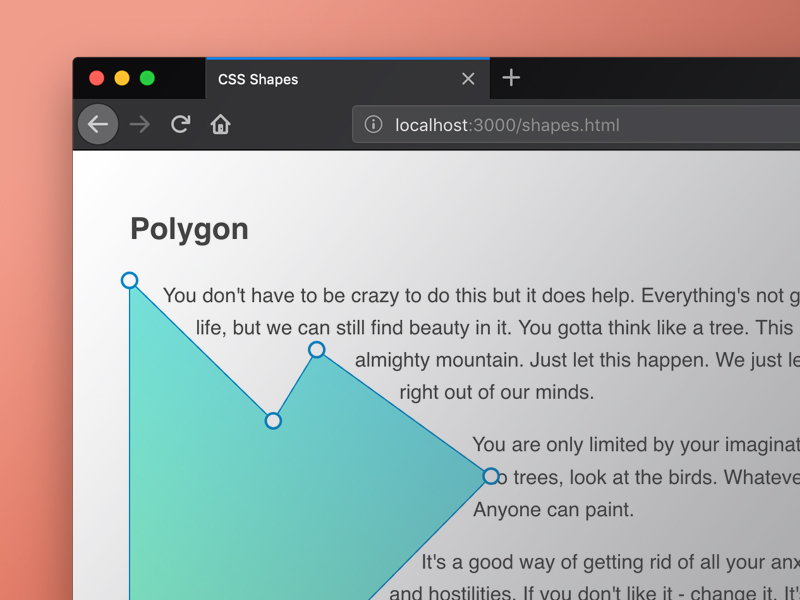 CSS Shapes
localhost:3000/shapes.html
Polygon
You don't have to be crazy to do this but it does help. Everything's not g
life, but we can still find beauty in it. You gotta think like a tree. This
almighty mountain. Just let this happen. We just le
right out of our minds.
You are only limited by your imaginat
o trees, look at the birds. Whateve
Anyone can paint.
It's a good way of getting rid of all your anx
and hostilities. If you don't like it - change it. It's